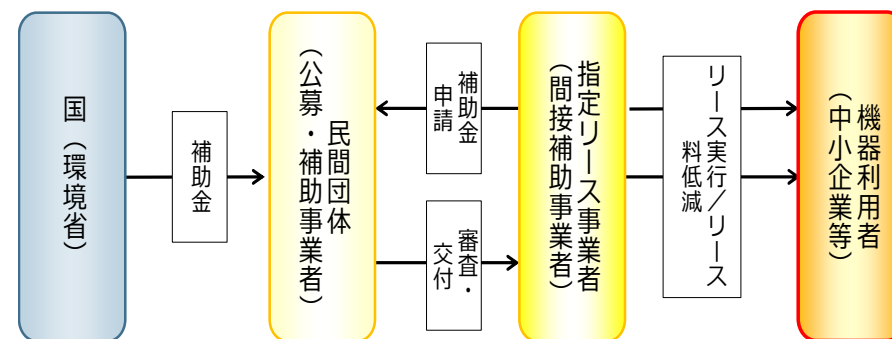 国（環境省）
補助金
民間団体
（公募・補助事業者）
補助金
申請
審査・
交付
指定リース事業者
（間接補助事業者）
リース実行／リース
料低減
機器利用者
（中小企業等）